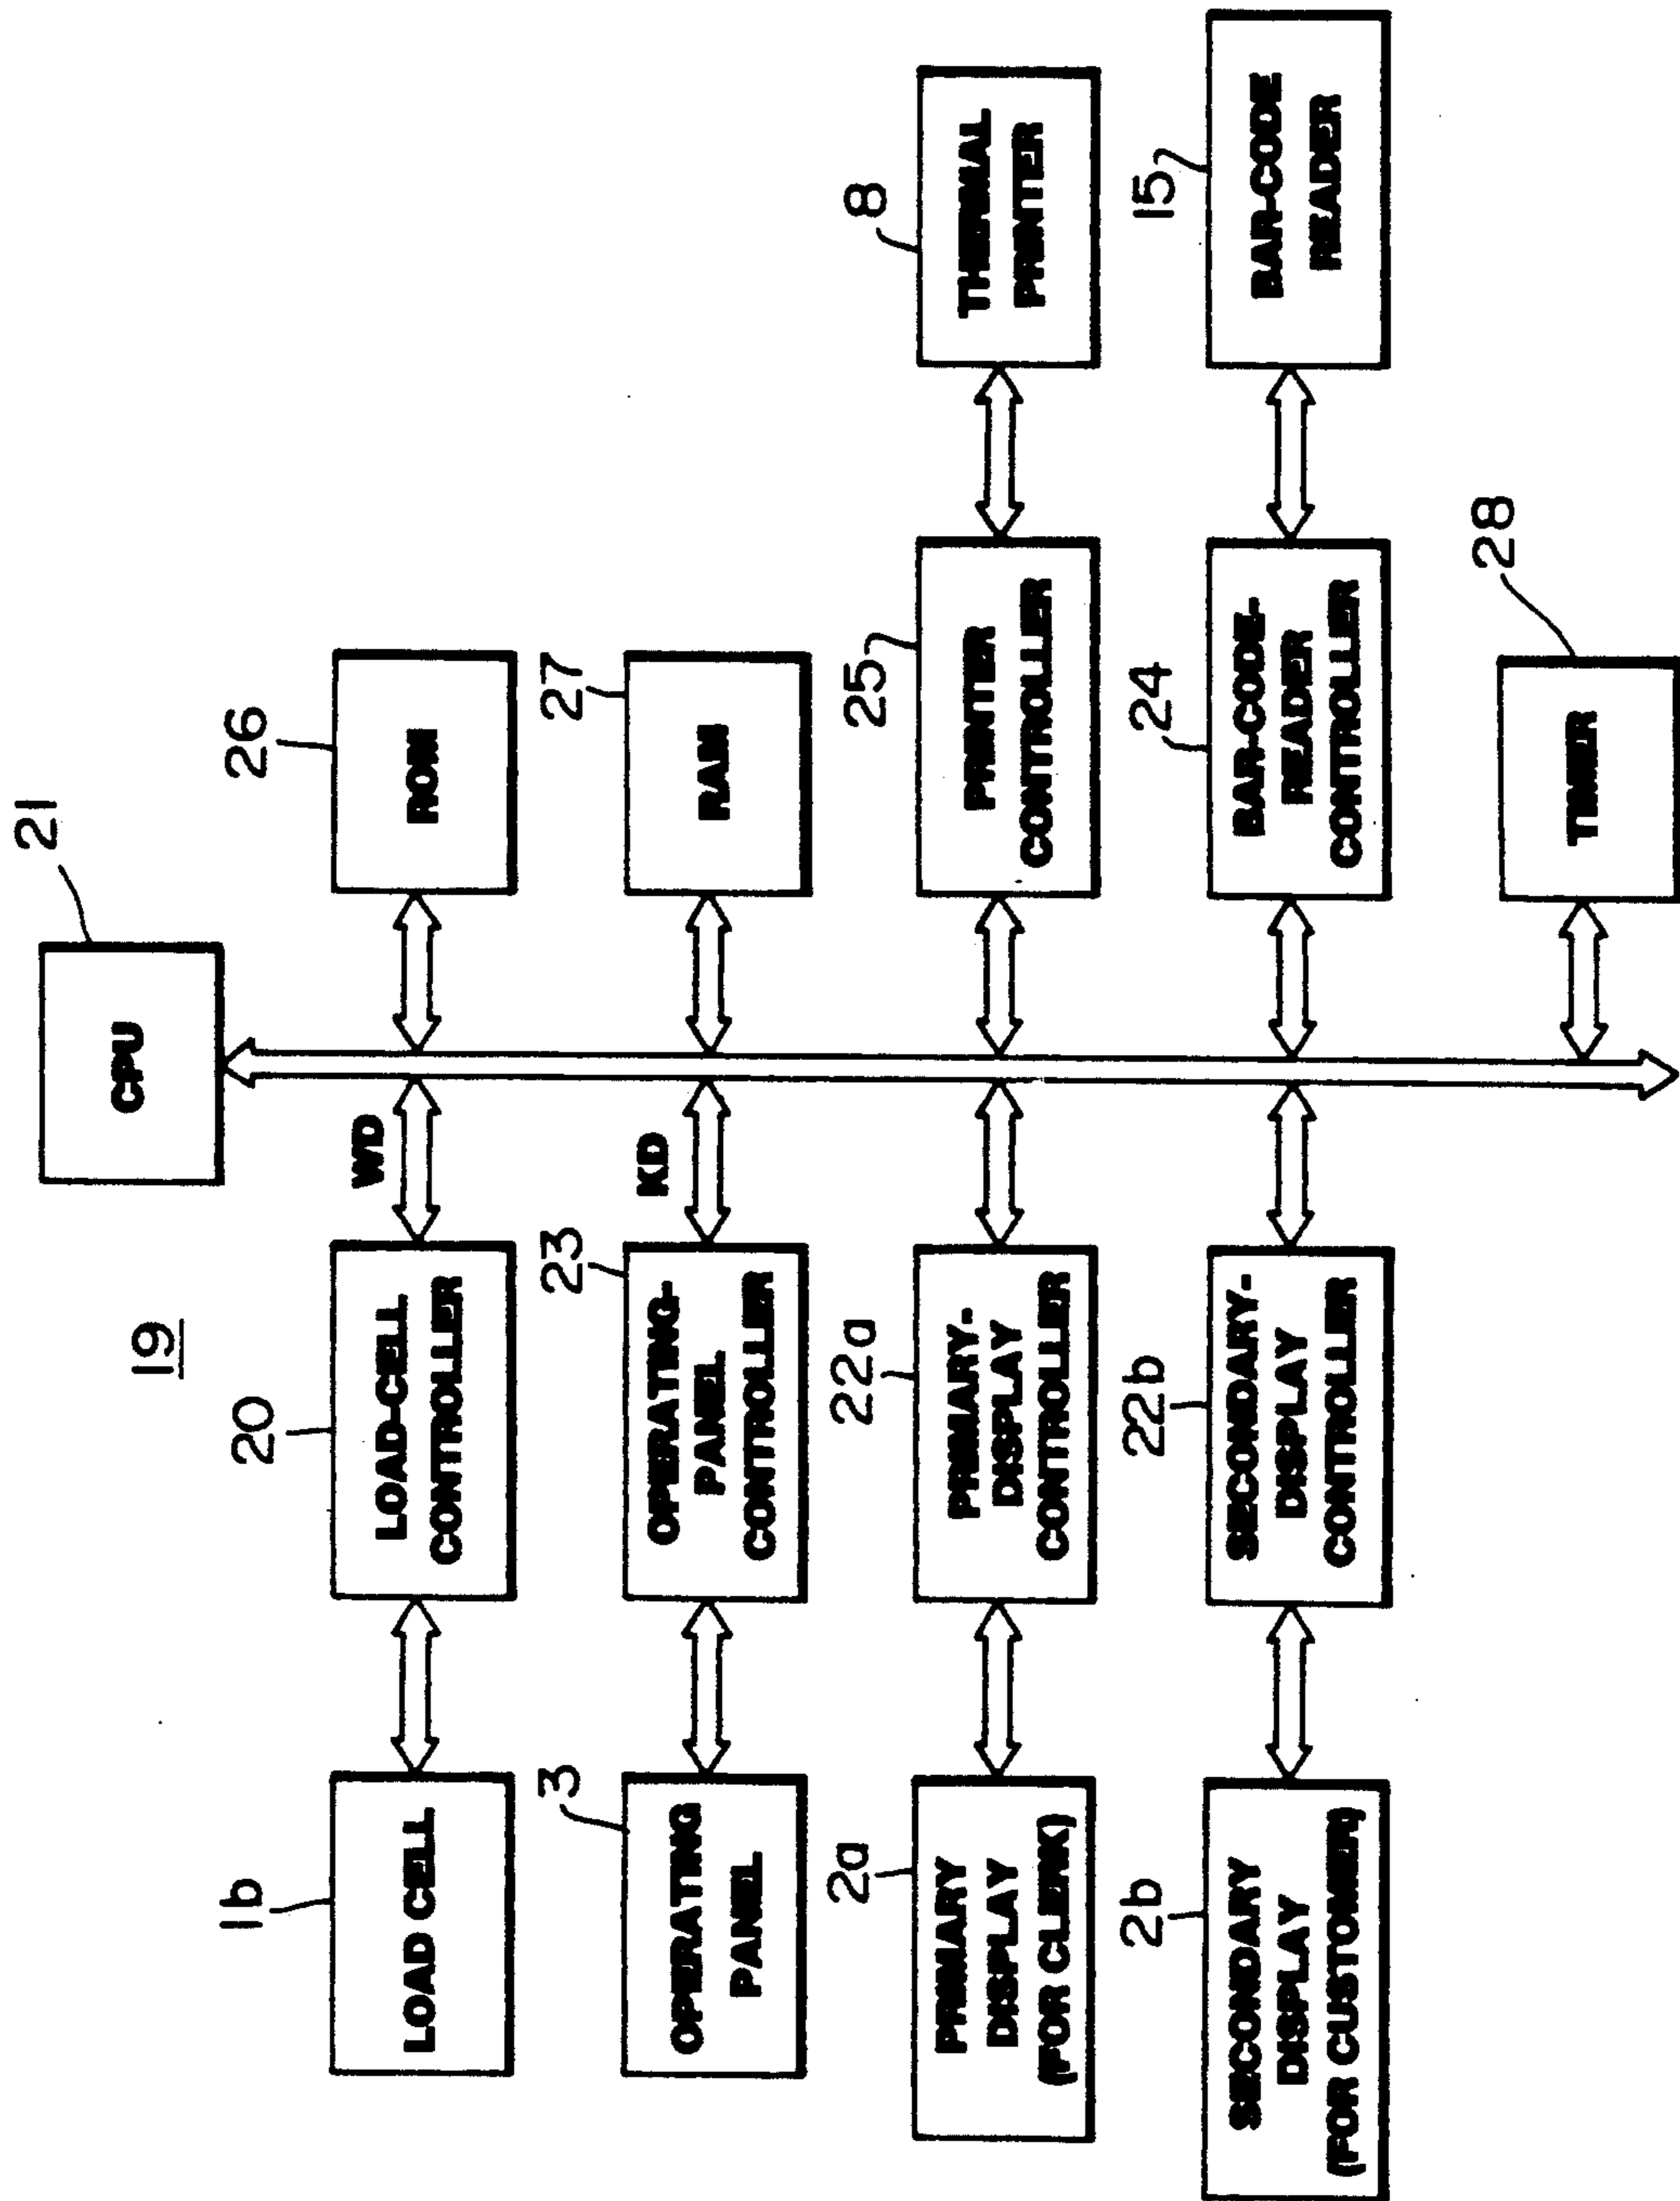 19
21
CPU
1b
LOAD CELL
20
LOAD-CELL
CONTROLLER
WD
26
ROM
3
OPERATING
PANEL
23
OPERATING-
PANEL
CONTROLLER
KD
27
RAM
2a
PRIMARY
DISPLAY
(FOR CLERK)
22a
PRIMARY-
DISPLAY
CONTROLLER
25
PRINTER
CONTROLLER
8
THERMAL
PRINTER
2b
SECONDARY
DISPLAY
(FOR CUSTOMER)
22b
SECONDARY-
DISPLAY
CONTROLLER
24
BAR-CODE-
READER
CONTROLLER
15
BAR-CODE
READER
28
TIMER